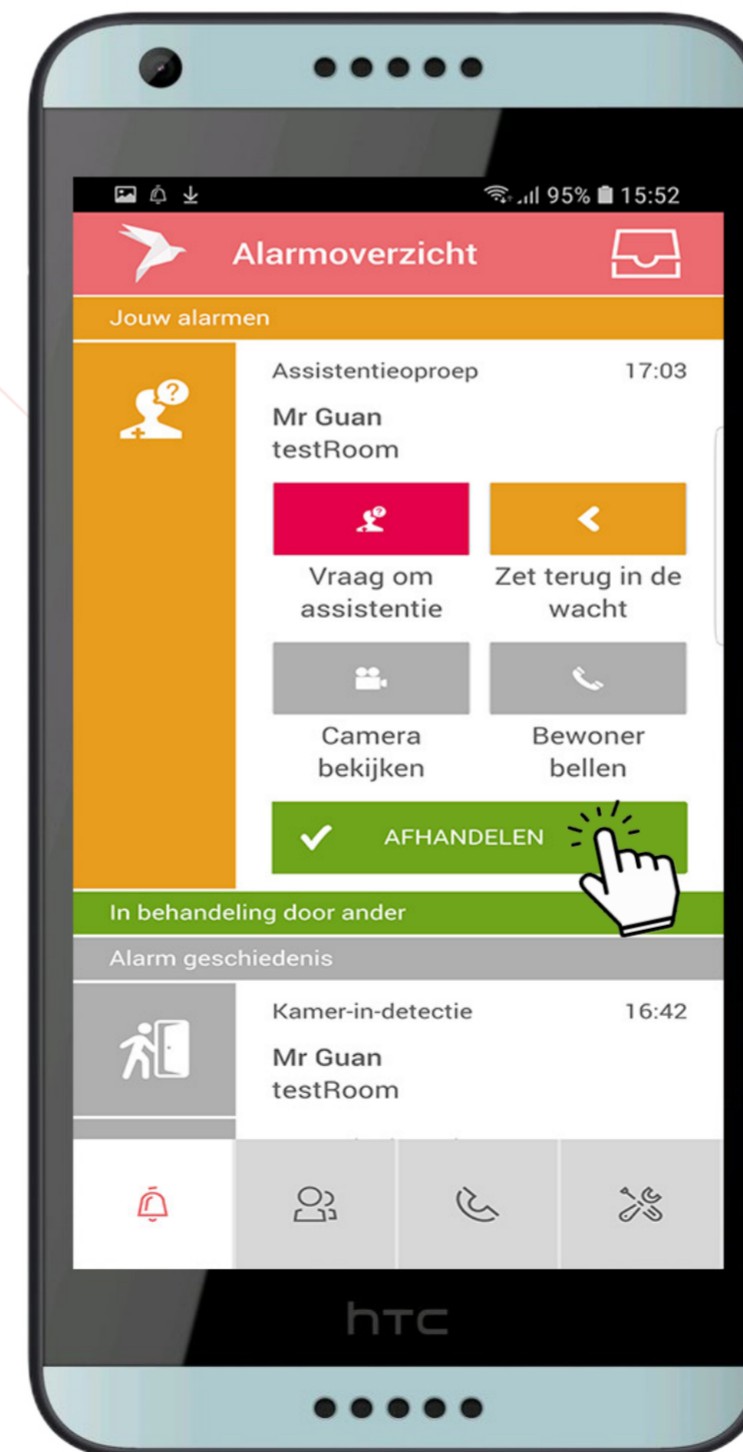 95% 15:52
Alarmoverzicht
Jouw alarmen
Assistentieoproep 17:03
Mr Guan
testRoom
Vraag om
assistentie
Zet terug in de
wacht
Camera
bekijken
Bewoner
bellen
AFHANDELEN
In behandeling door ander
Alarm geschiedenis
Kamer-in-detectie 16:42
Mr Guan
testRoom
hTC